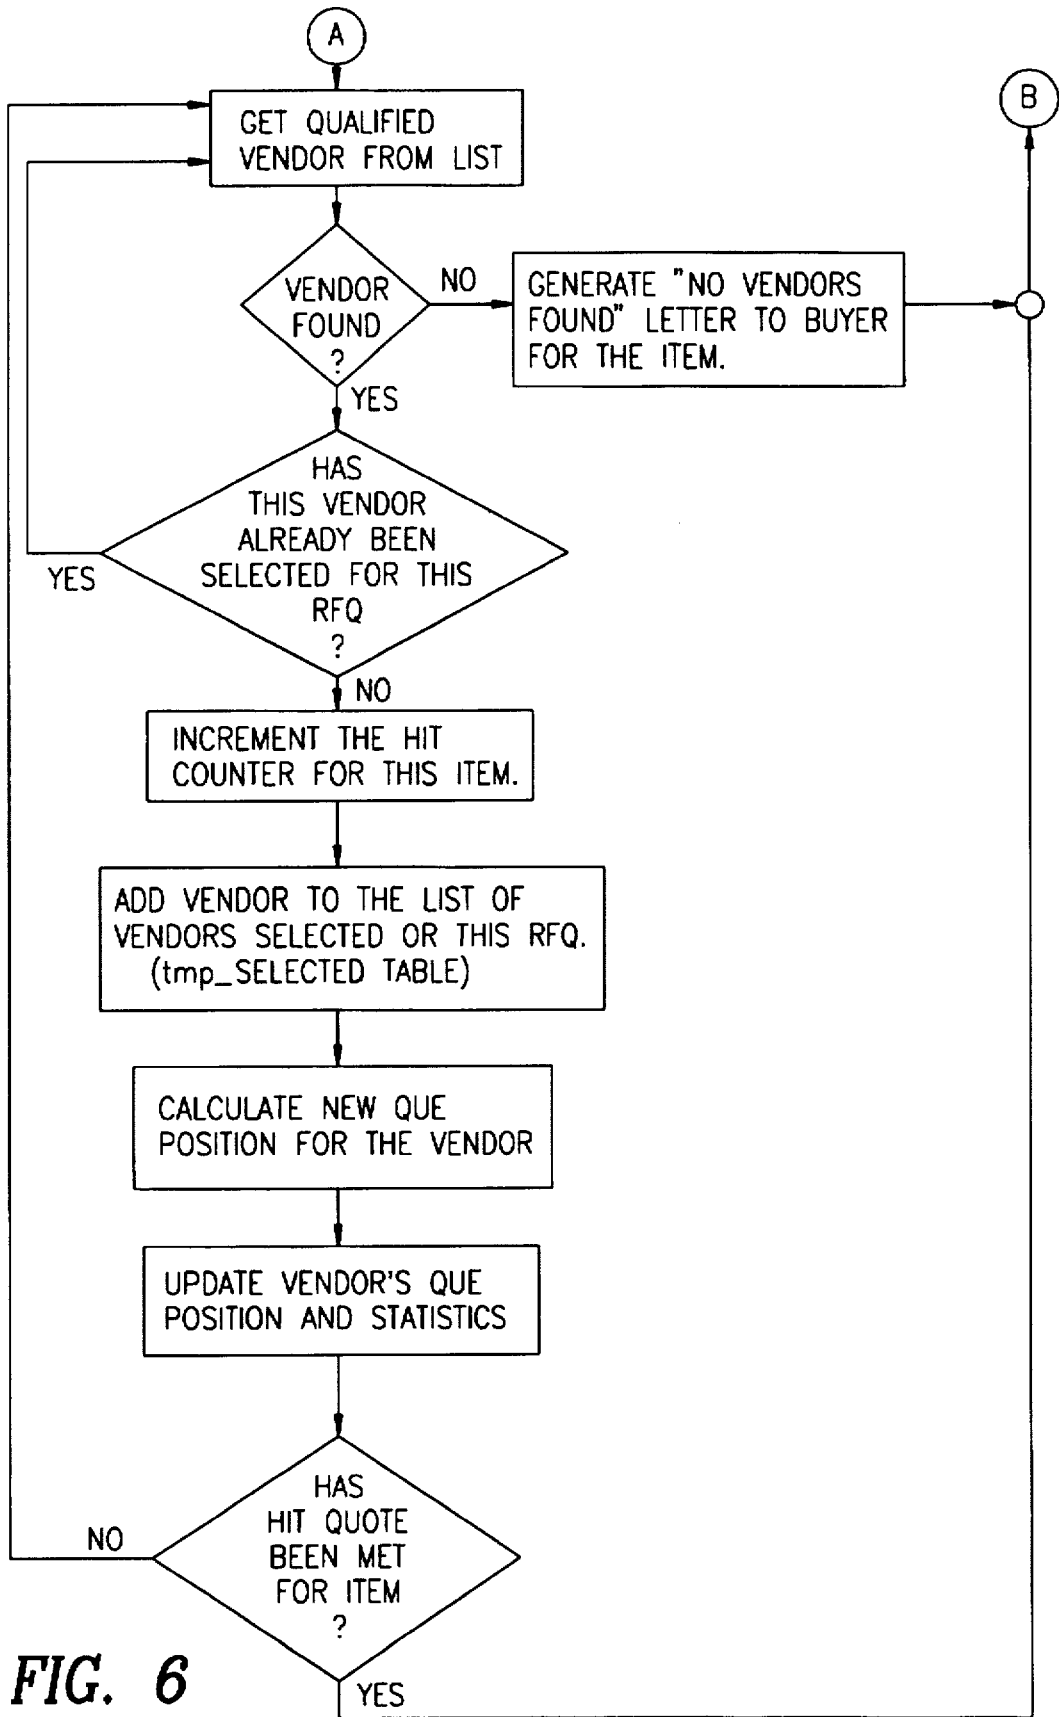 A
B
GET QUALIFIED
VENDOR FROM LIST
VENDOR
FOUND
?
NO
GENERATE "NO VENDORS
FOUND" LETTER TO BUYER
FOR THE ITEM.
YES
HAS
THIS VENDOR
ALREADY BEEN
SELECTED FOR THIS
RFQ
?
YES
NO
INCREMENT THE HIT
COUNTER FOR THIS ITEM.
ADD VENDOR TO THE LIST OF
VENDORS SELECTED OR THIS RFQ.
(tmp_SELECTED TABLE)
CALCULATE NEW QUE
POSITION FOR THE VENDOR
UPDATE VENDOR'S QUE
POSITION AND STATISTICS
HAS
HIT QUOTE
BEEN MET
FOR ITEM
?
NO
YES
FIG. 6